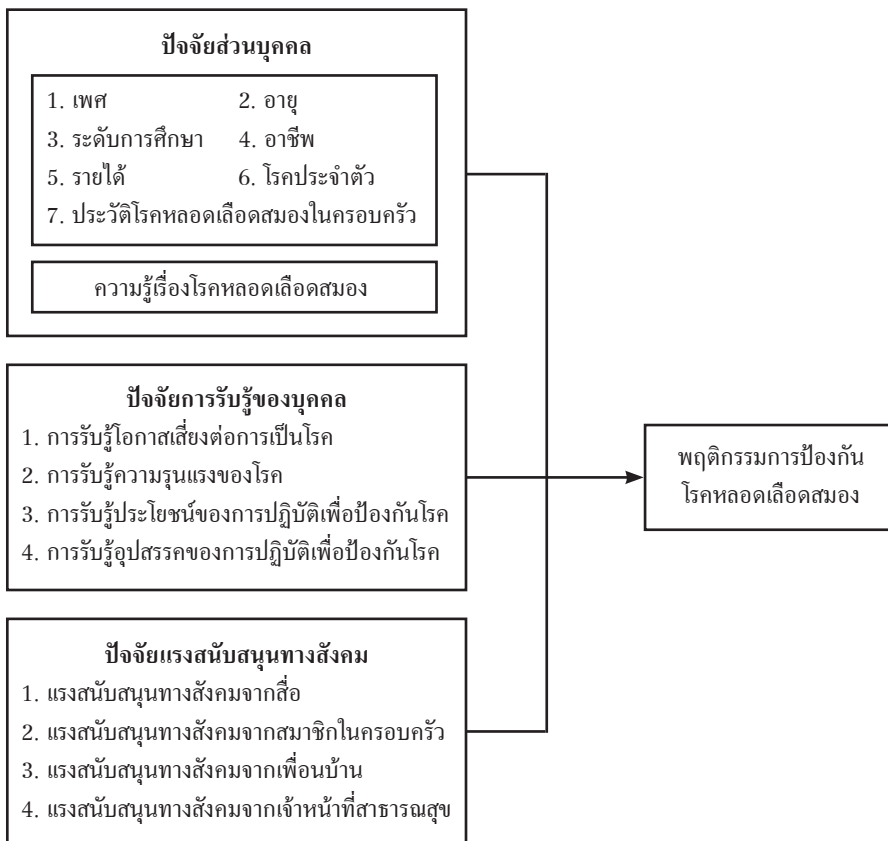 ปัจจัยส่วนบุคคล
1. เพศ 2. อายุ
3. ระดับการศึกษา 4. อาชีพ
5. รายได้ 6. โรคประจำตัว
7. ประวัติโรคหลอดเลือดสมองในครอบครัว
ความรู้เรื่องโรคหลอดเลือดสมอง
ปัจจัยการรับรู้ของบุคคล
1. การรับรู้โอกาสเสี่ยงต่อการเป็นโรค
2. การรับรู้ความรุนแรงของโรค
3. การรับรู้ประโยชน์ของการปฏิบัติเพื่อป้องกันโรค
4. การรับรู้อุปสรรคของการปฏิบัติเพื่อป้องกันโรค
ปัจจัยแรงสนับสนุนทางสังคม
1. แรงสนับสนุนทางสังคมจากสื่อ
2. แรงสนับสนุนทางสังคมจากสมาชิกในครอบครัว
3. แรงสนับสนุนทางสังคมจากเพื่อนบ้าน
4. แรงสนับสนุนทางสังคมจากเจ้าหน้าที่สาธารณสุข
พฤติกรรมการป้องกัน
โรคหลอดเลือดสมอง